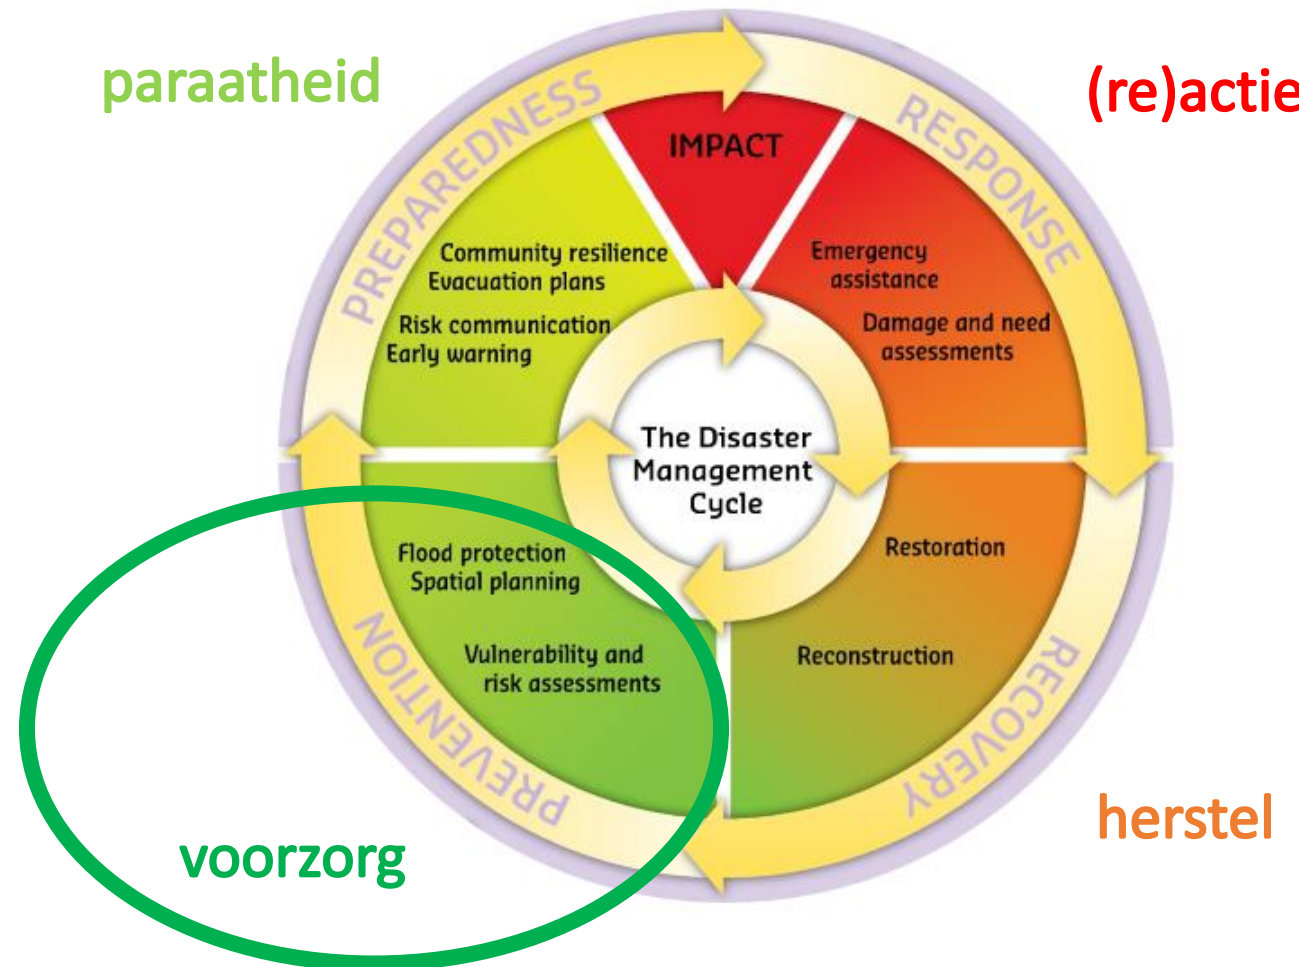 paraatheid
(re)actie
PREPAREDNESS
RESPONSE
IMPACT
Community resilience
Evacuation plans
Risk communication
Early warning
Emergency
assistance
Damage and need
assessments
The Disaster
Management
Cycle
Flood protection
Spatial planning
Vulnerability and
risk assessments
Restoration
Reconstruction
PREVENTION
RECOVERY
voorzorg
herstel